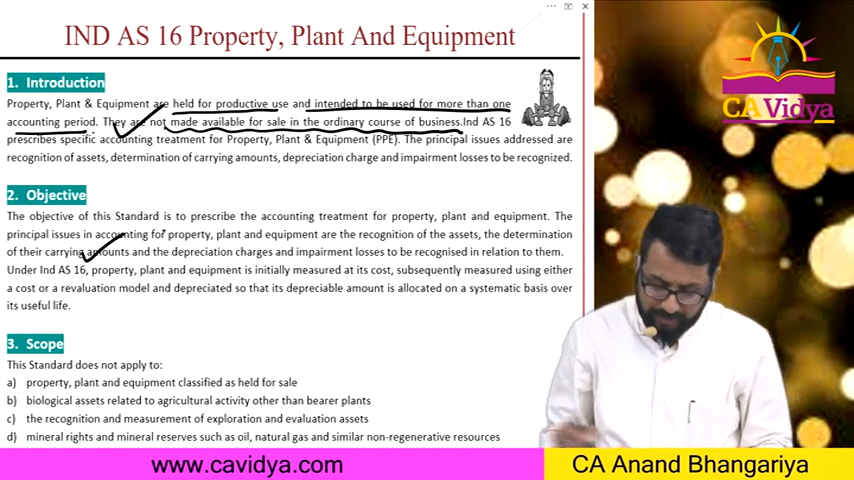 IND AS 16 Property, Plant And Equipment
1. Introduction
Property, Plant & Equipment are held for productive use and intended to be used for more than one
accounting period. They are not made available for sale in the ordinary course of business.Ind AS 16
prescribes specific accounting treatment for Property, Plant & Equipment (PPE). The principal issues addressed are
recognition of assets, determination of carrying amounts, depreciation charge and impairment losses to be recognized.
2. Objective
The objective of this Standard is to prescribe the accounting treatment for property, plant and equipment. The
principal issues in accounting for property, plant and equipment are the recognition of the assets, the determination
of their carrying amounts and the depreciation charges and impairment losses to be recognised in relation to them.
Under Ind AS 16, property, plant and equipment is initially measured at its cost, subsequently measured using either
a cost or a revaluation model and depreciated so that its depreciable amount is allocated on a systematic basis over
its useful life.
3. Scope
This Standard does not apply to:
a) property, plant and equipment classified as held for sale
b) biological assets related to agricultural activity other than bearer plants
c) the recognition and measurement of exploration and evaluation assets
d) mineral rights and mineral reserves such as oil, natural gas and similar non-regenerative resources
CA Vidya
www.cavidya.com
CA Anand Bhangariya